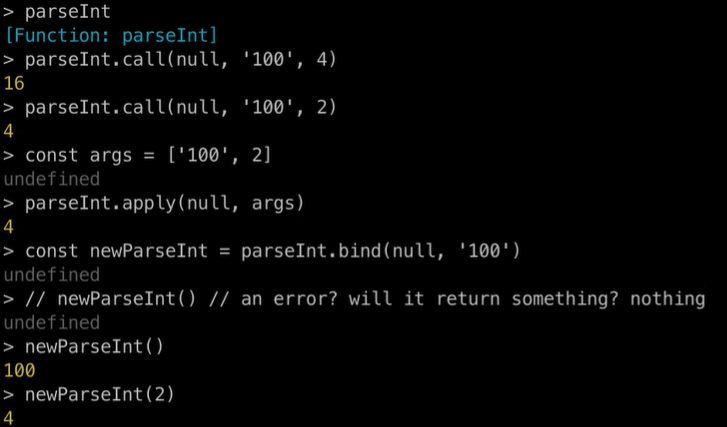 > parseInt
[Function: parseInt]
> parseInt.call(null, '100', 4)
16
> parseInt.call(null, '100', 2)
4
> const args = ['100', 2]
undefined
> parseInt.apply(null, args)
4
> const newParseInt = parseInt.bind(null, '100')
undefined
> // newParseInt() // an error? will it return something? nothing
undefined
> newParseInt()
100
> newParseInt(2)
4